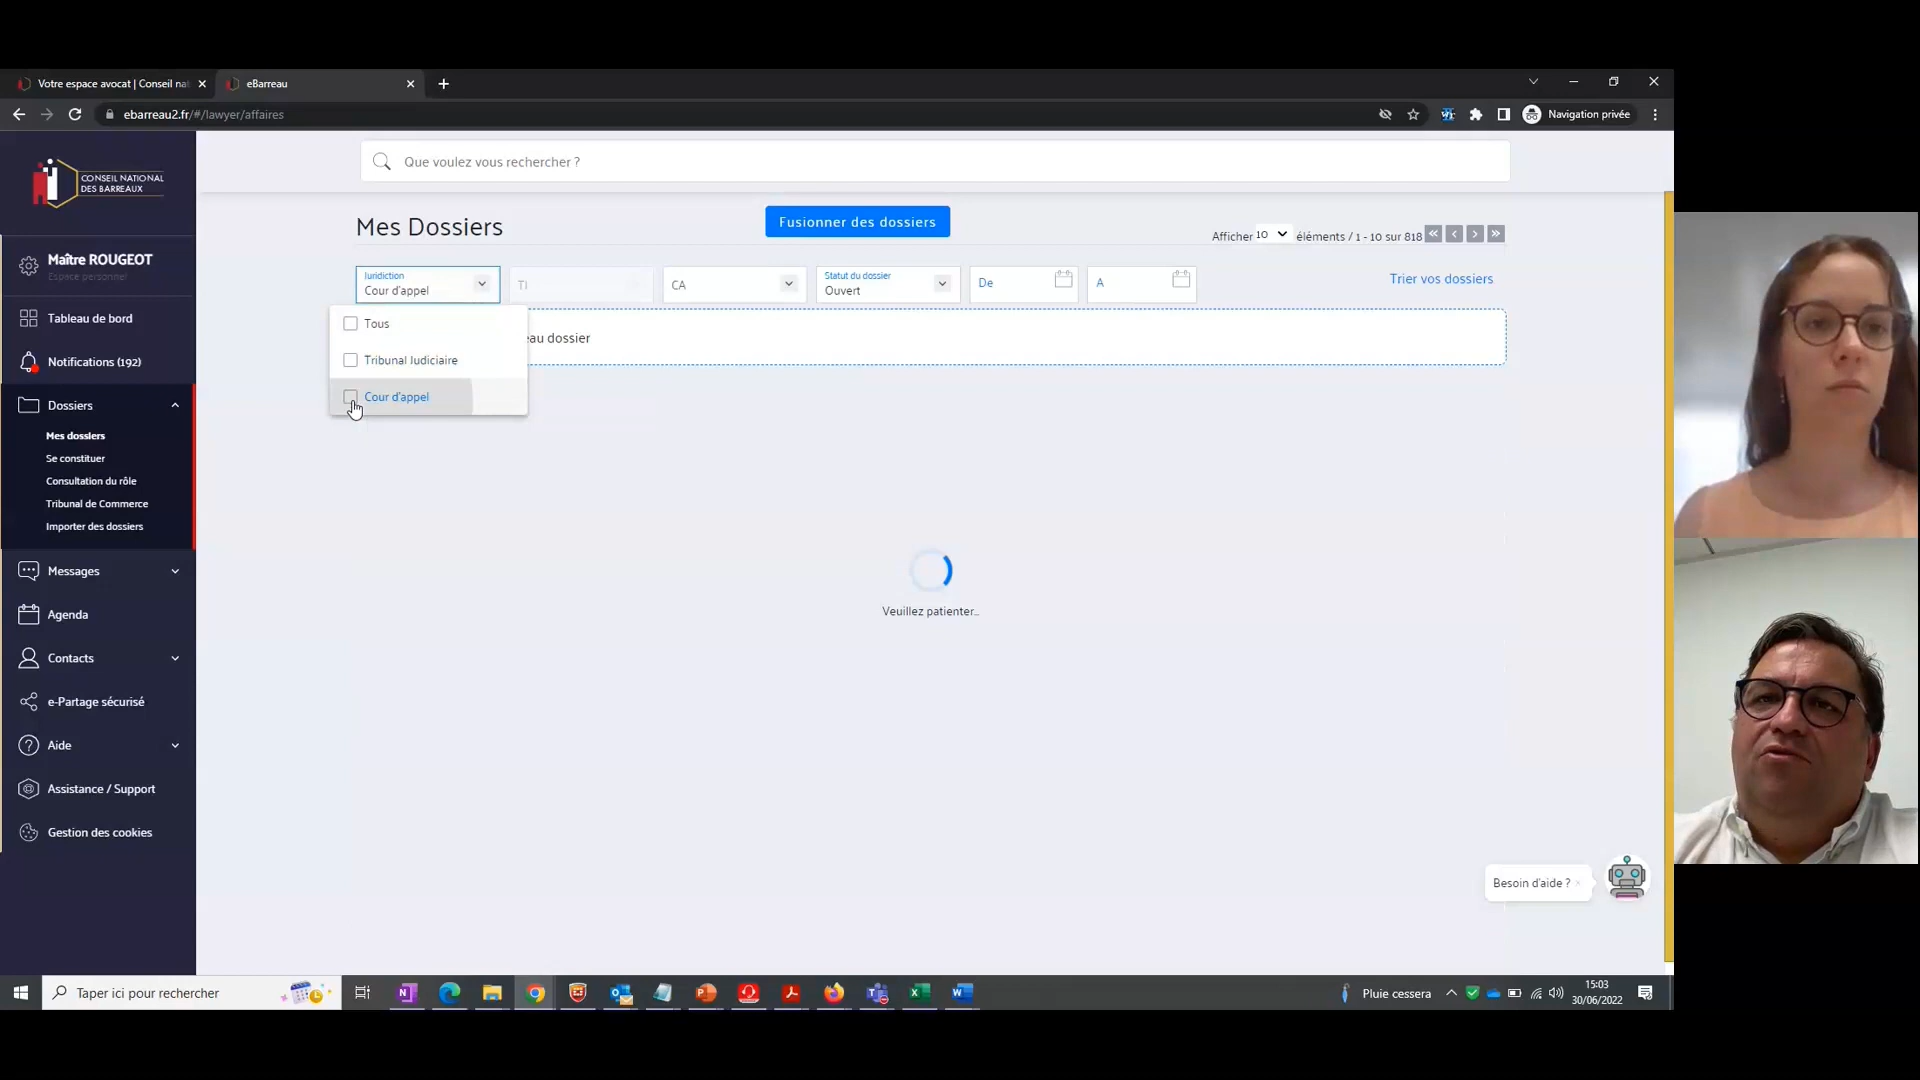 Votre espace avocat | Conseil nat
eBarreau
ebarreau2.fr/#/lawyer/affaires
Navigation privée
CONSEIL NATIONAL
DES BARREAUX
Que voulez vous rechercher ?
Mes Dossiers
Fusionner des dossiers
Afficher 10 éléments / 1 - 10 sur 818
Maître ROUGEOT
Espace personnel
Juridiction
Cour d'appel
TJ
CA
Statut du dossier
Ouvert
De
A
Trier vos dossiers
Tous
Tribunal Judiciaire
Cour d'appel
eau dossier
Tableau de bord
Notifications (192)
Dossiers
Mes dossiers
Se constituer
Consultation du rôle
Tribunal de Commerce
Importer des dossiers
Messages
Agenda
Contacts
e-Partage sécurisé
Aide
Assistance / Support
Gestion des cookies
Veuillez patienter...
Besoin d'aide ?
Taper ici pour rechercher
Pluie cessera
15:03
30/06/2022